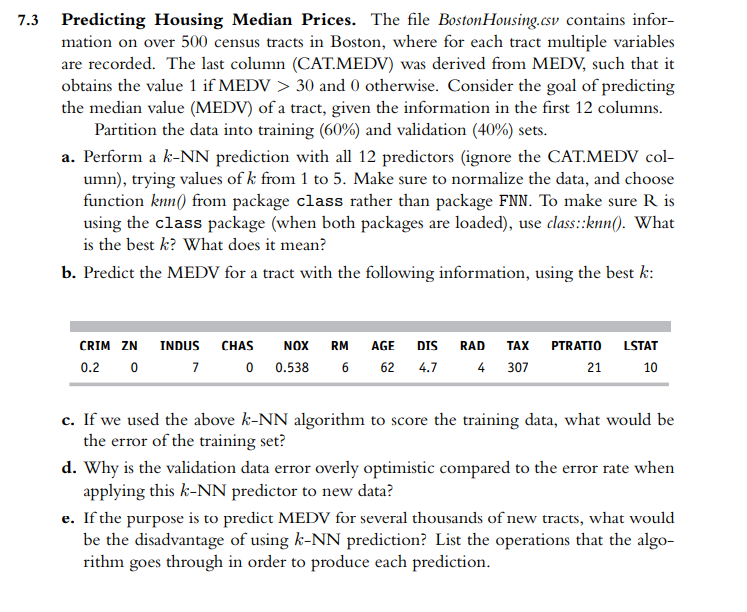 7.3 Predicting Housing Median Prices. The file BostonHousing.csv contains infor-
mation on over 500 census tracts in Boston, where for each tract multiple variables
are recorded. The last column (CAT.MEDV) was derived from MEDV, such that it
obtains the value 1 if MEDV > 30 and 0 otherwise. Consider the goal of predicting
the median value (MEDV) of a tract, given the information in the first 12 columns.
Partition the data into training (60%) and validation (40%) sets.
a. Perform a k-NN prediction with all 12 predictors (ignore the CAT.MEDV col-
umn), trying values of k from 1 to 5. Make sure to normalize the data, and choose
function knn() from package class rather than package FNN. To make sure R is
using the class package (when both packages are loaded), use class::knn(). What
is the best k? What does it mean?
b. Predict the MEDV for a tract with the following information, using the best k:
CRIM ZN INDUS CHAS NOX RM AGE DIS RAD TAX PTRATIO LSTAT
0.2 0 7 0 0.538 6 62 4.7 4 307 21 10
c. If we used the above k-NN algorithm to score the training data, what would be
the error of the training set?
d. Why is the validation data error overly optimistic compared to the error rate when
applying this k-NN predictor to new data?
e. If the purpose is to predict MEDV for several thousands of new tracts, what would
be the disadvantage of using k-NN prediction? List the operations that the algo-
rithm goes through in order to produce each prediction.